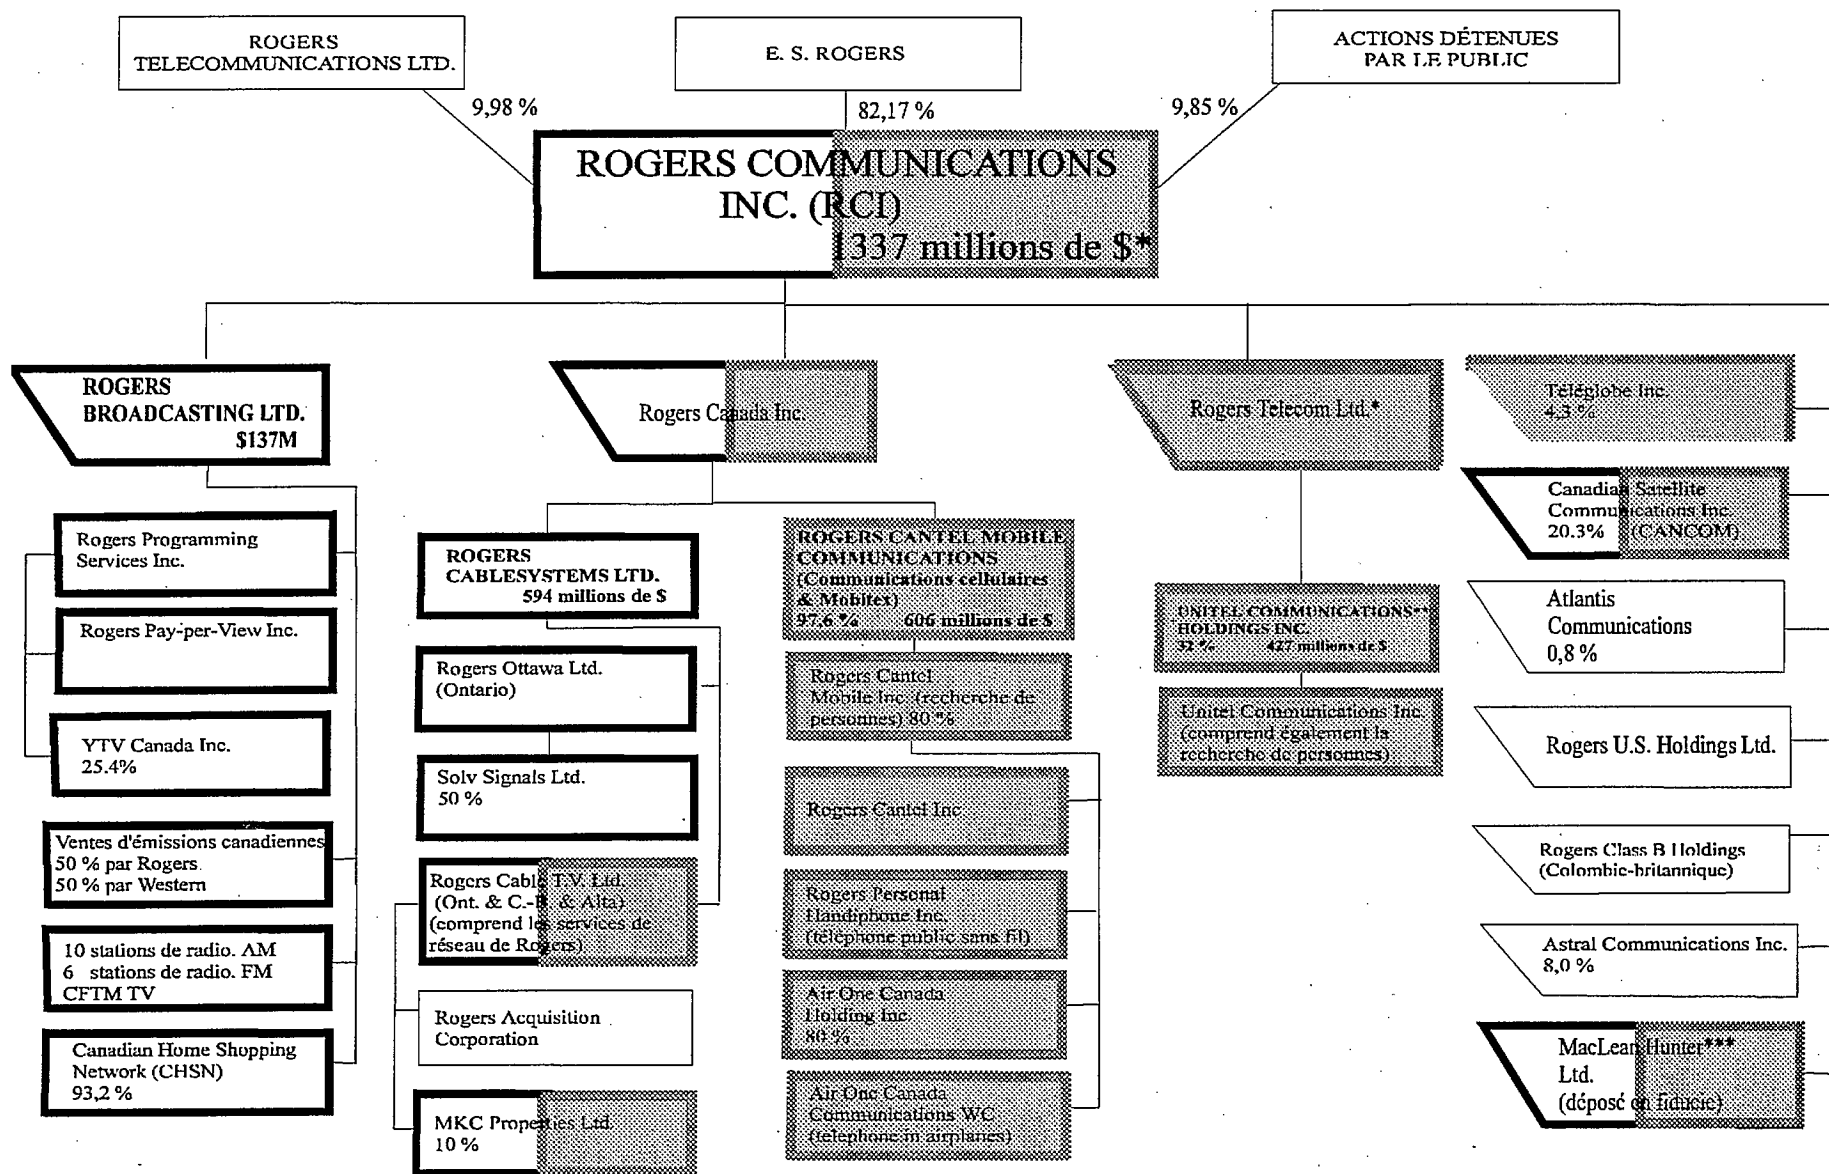 ROGERS
TELECOMMUNICATIONS LTD.
E. S. ROGERS
ACTIONS DÉTENUES
PAR LE PUBLIC
9,98 %
82,17 %
9,85 %
ROGERS COMMUNICATIONS
INC. (RCI)
1337 millions de $*
ROGERS
BROADCASTING LTD.
$137M
Rogers Programming
Services Inc.
Rogers Pay-per-View Inc.
YTV Canada Inc.
25.4%
Ventes d'émissions canadiennes
50 % par Rogers
50 % par Western
10 stations de radio. AM
6 stations de radio. FM
CFTM TV
Canadian Home Shopping
Network (CHSN)
93,2 %
Rogers Canada Inc.
ROGERS
CABLESYSTEMS LTD.
594 millions de $
Rogers Ottawa Ltd.
(Ontario)
Solv Signals Ltd.
50 %
Rogers Cable T.V. Ltd.
(Ont. & C.-B. & Alta)
(comprend les services de
réseau de Rogers)
Rogers Acquisition
Corporation
MKC Properties Ltd.
10 %
ROGERS CANTEL MOBILE
COMMUNICATIONS
(Communications cellulaires
& Mobitex)
97,6 % 606 millions de $
Rogers Cantel
Mobile Inc. (recherche de
personnes) 80 %
Rogers Cantel Inc
Rogers Personal
Handiphone Inc.
(téléphone public sans fil)
Air One Canada
Holding Inc.
80 %
Air One Canada
Communications WC
(telephone in airplanes)
Rogers Telecom Ltd.*
UNITEL COMMUNICATIONS**
HOLDINGS INC.
32 % 427 millions de $
Unitel Communications Inc.
(comprend également la
recherche de personnes)
Téléglobe Inc.
4,3 %
Canadian Satellite
Communications Inc.
20.3% (CANCOM)
Atlantis
Communications
0,8 %
Rogers U.S. Holdings Ltd.
Rogers Class B Holdings
(Colombie-britannique)
Astral Communications Inc.
8,0 %
MacLean Hunter***
Ltd.
(déposé en fiducie)